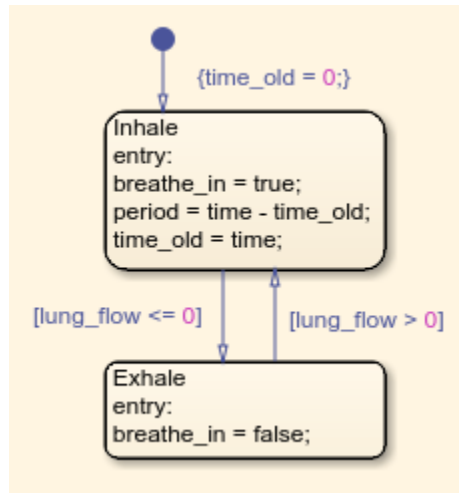 {time_old = 0;}
Inhale
entry:
breathe_in = true;
period = time - time_old;
time_old = time;
[lung_flow <= 0]
[lung_flow > 0]
Exhale
entry:
breathe_in = false;